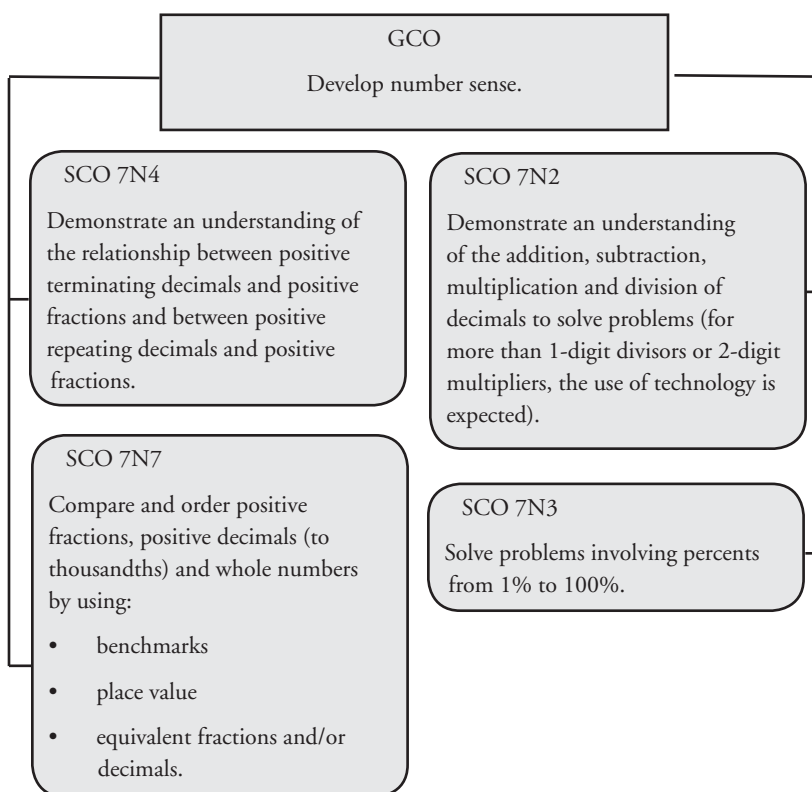 GCO
Develop number sense.
SCO 7N4
Demonstrate an understanding of
the relationship between positive
terminating decimals and positive
fractions and between positive
repeating decimals and positive
fractions.
SCO 7N2
Demonstrate an understanding
of the addition, subtraction,
multiplication and division of
decimals to solve problems (for
more than 1-digit divisors or 2-digit
multipliers, the use of technology is
expected).
SCO 7N7
Compare and order positive
fractions, positive decimals (to
thousandths) and whole numbers
by using:
• benchmarks
• place value
• equivalent fractions and/or
decimals.
SCO 7N3
Solve problems involving percents
from 1% to 100%.